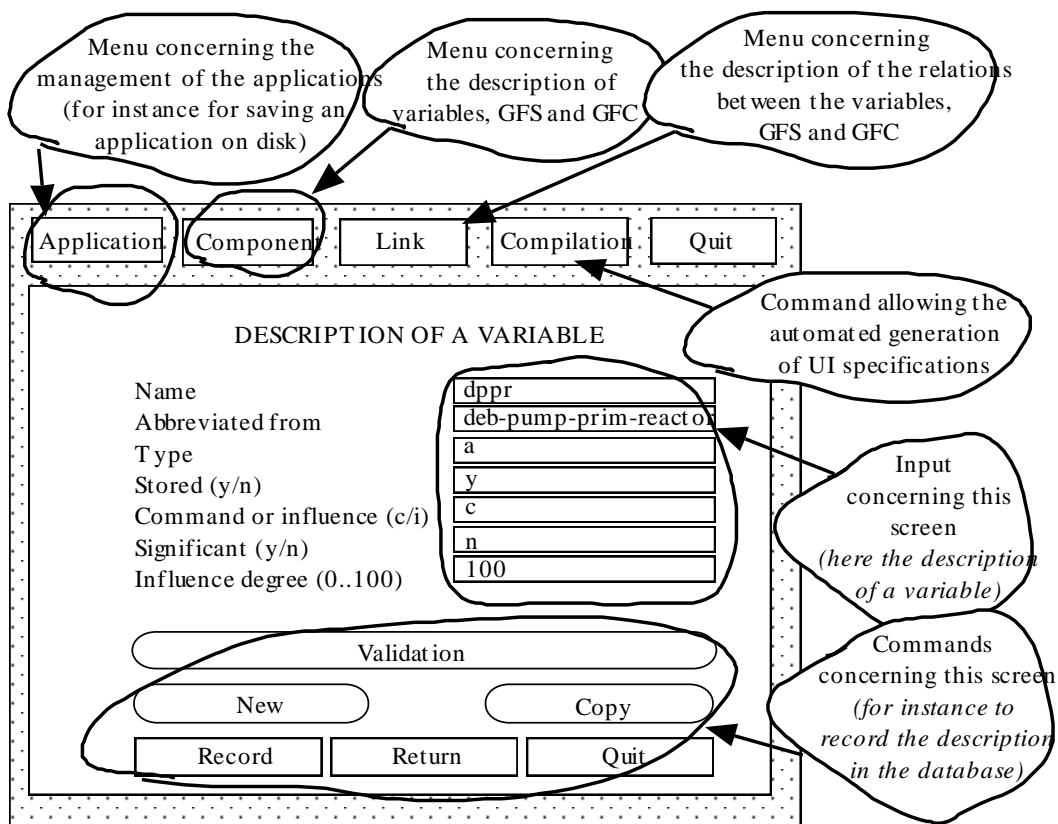 Menu concerning the
management of the applications
(for instance for saving an
application on disk)
Menu concerning
the description of
variables, GFS and GFC
Menu concerning
the description of the relations
between the variables,
GFS and GFC
Application
Component
Link
Compilation
Quit
Command allowing the
automated generation
of UI specifications
DESCRIPTION OF A VARIABLE
Name dppr
Abbreviated from deb-pump-prim-reactor
Type a
Stored (y/n) y
Command or influence (c/i) c
Significant (y/n) n
Influence degree (0..100) 100
Input
concerning this
screen
(here the description
of a variable)
Validation
New
Copy
Record
Return
Quit
Commands
concerning this screen
(for instance to
record the description
in the database)